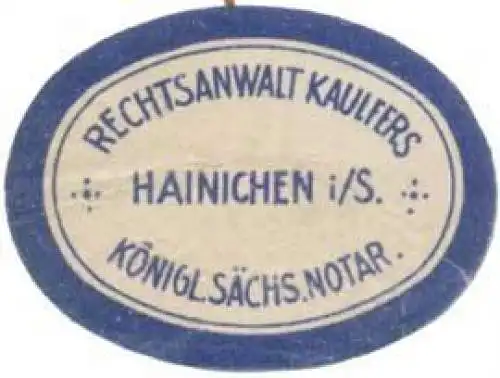 RECHTSANWALT KAULFERS
HAINICHEN i/S.
KÖNIGL. SÄCHS. NOTAR.